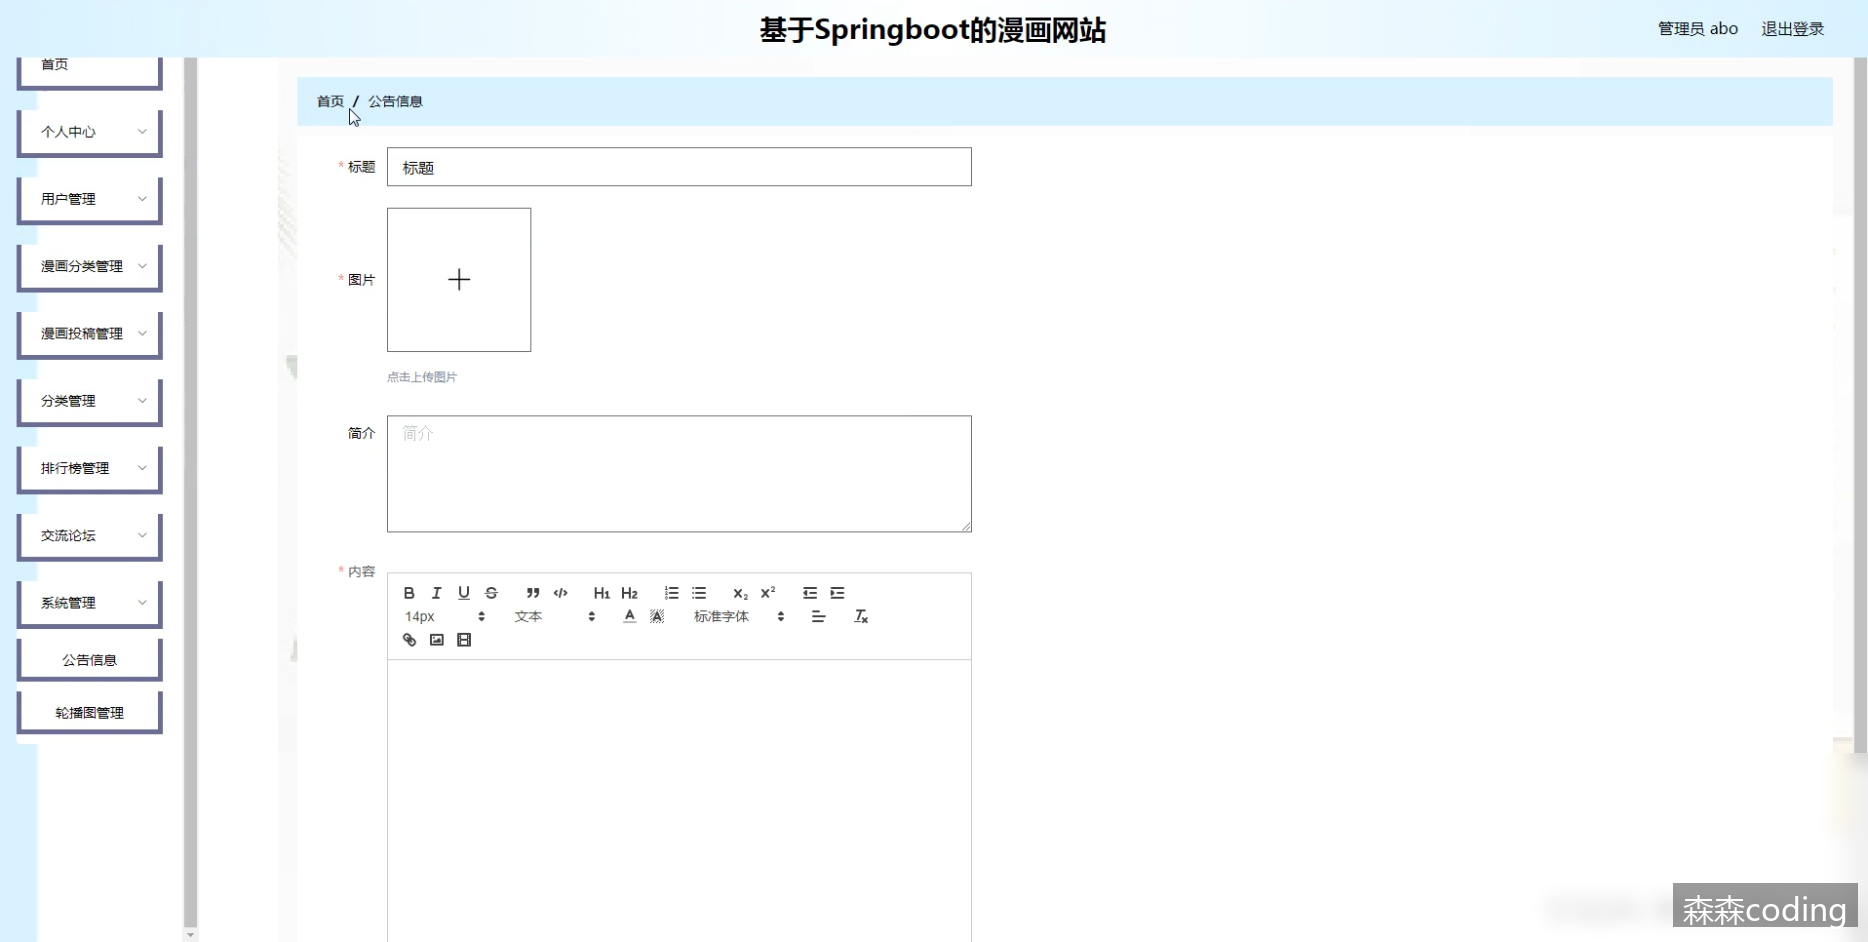 基于Springboot的漫画网站
管理员 abo 退出登录
首页
个人中心
用户管理
漫画分类管理
漫画投稿管理
分类管理
排行榜管理
交流论坛
系统管理
公告信息
轮播图管理
首页 / 公告信息
* 标题 标题
* 图片
点击上传图片
简介 简介
* 内容
B I U S H1 H2 X2 X2
14px 文本 A A 标准字体
森森coding